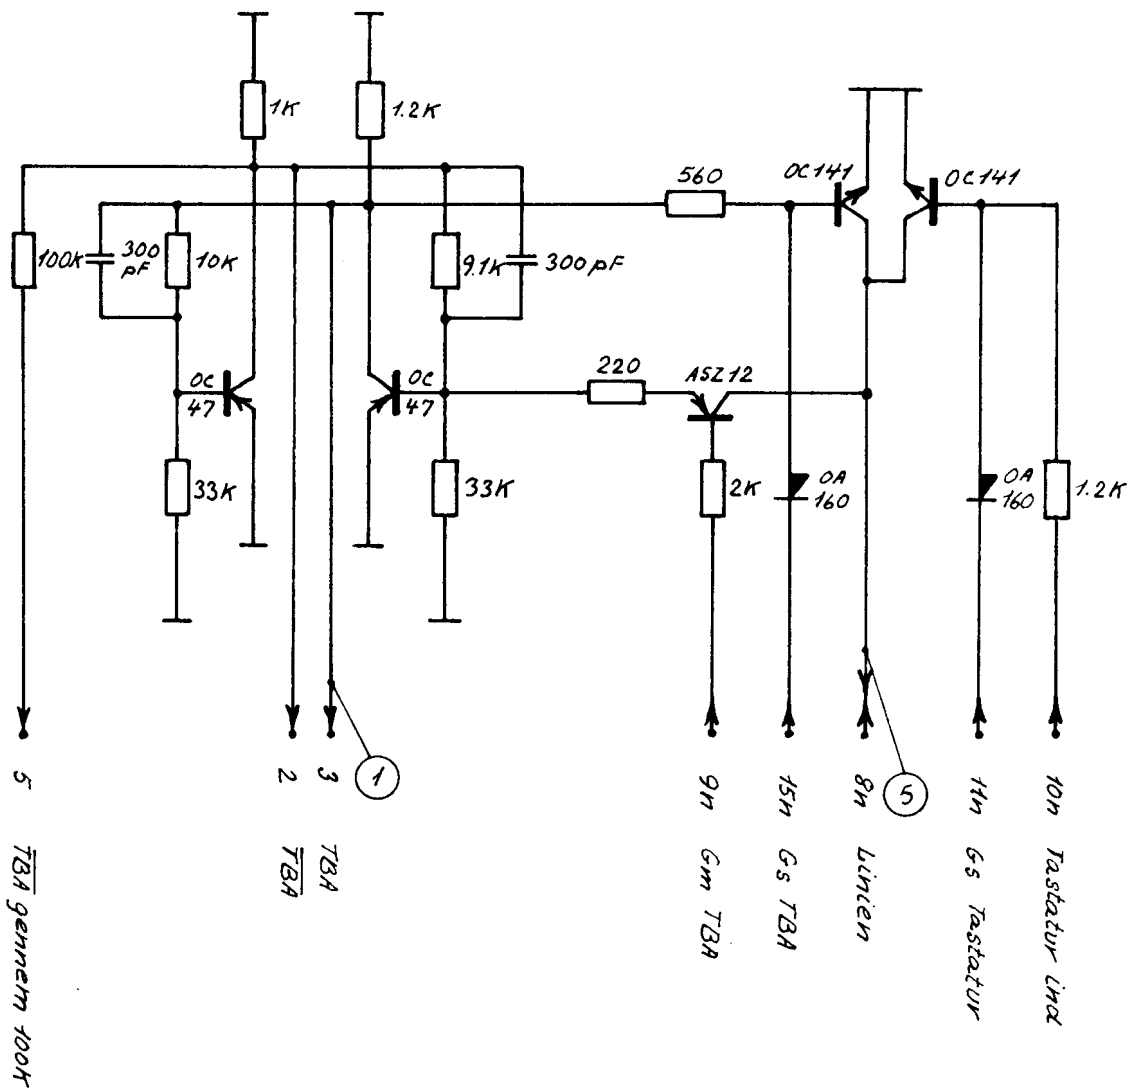 1K
1.2K
560
OC141
OC141
100K
300
pF
10K
9.1K
300pF
OC
47
OC
47
220
ASZ12
33K
33K
2K
OA
160
OA
160
1.2K
5 T̅B̅A̅ gennem 100K
2 T̅B̅A̅
3 TBA
1
9n Gm TBA
15n Gs TBA
8n Linien
5
11n Gs Tastatur
10n Tastatur ind